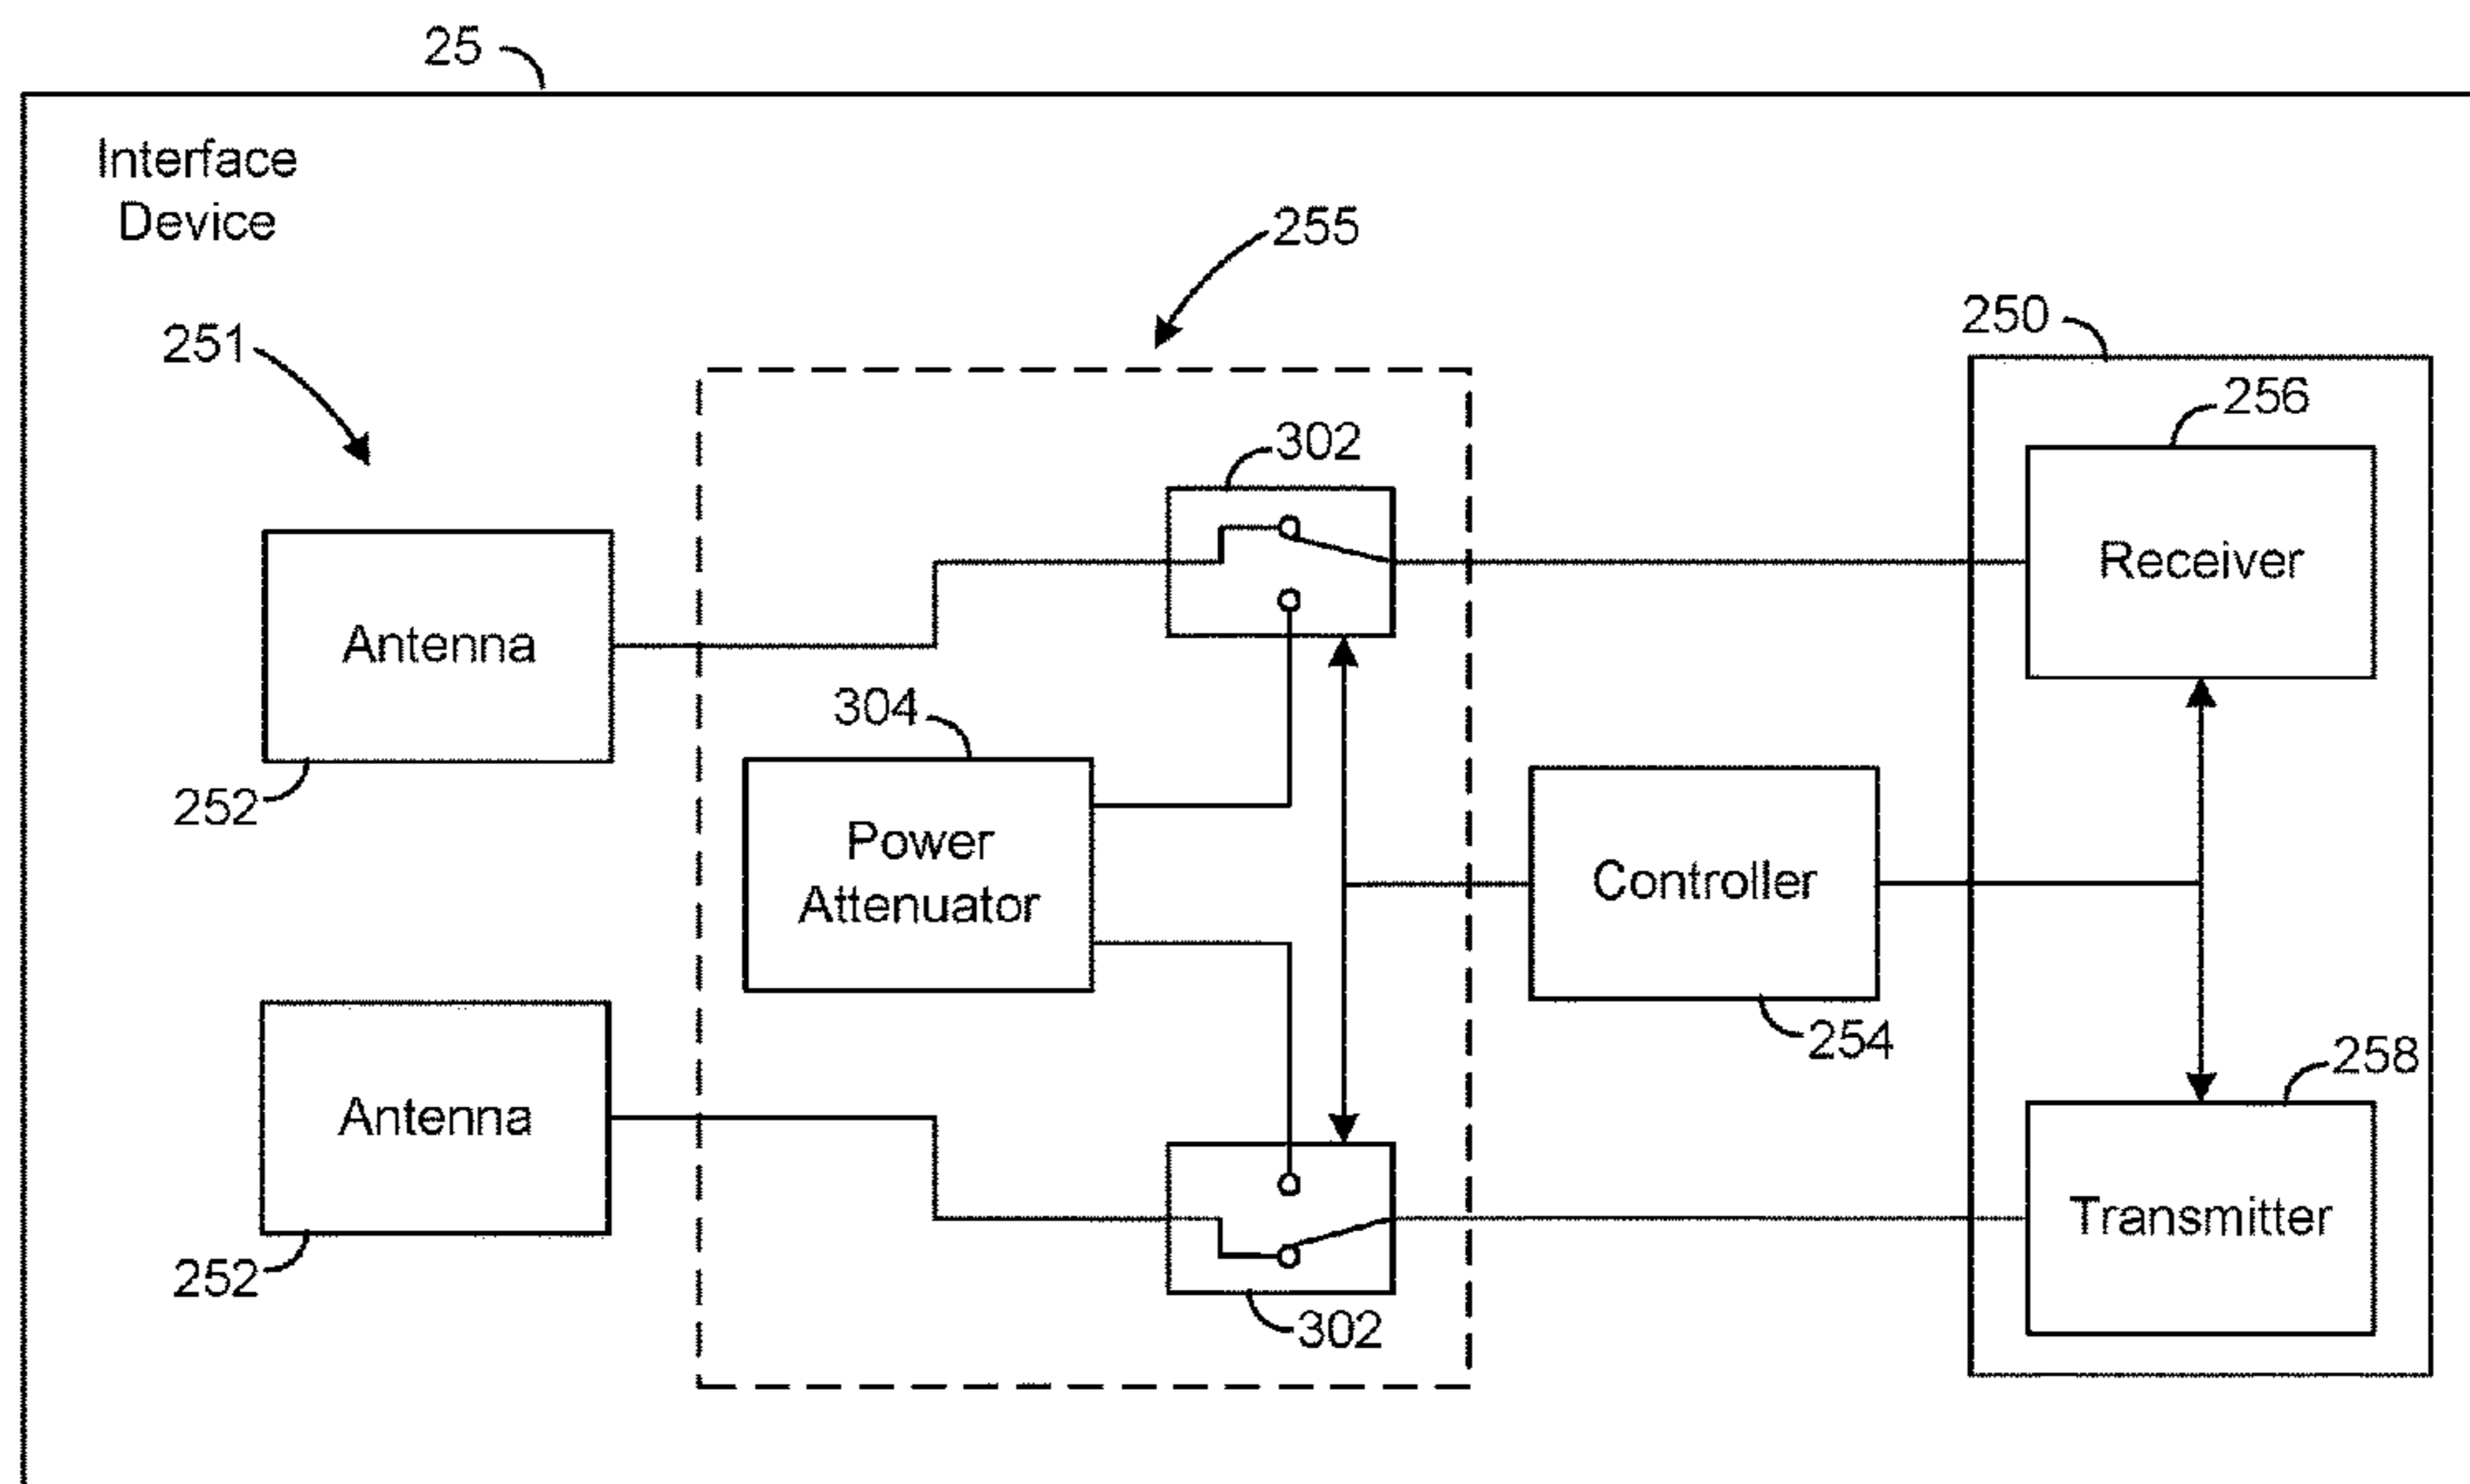 25
Interface
Device
255
251
250
256
302
Receiver
Antenna
304
252
Power
Attenuator
Controller
254
258
Antenna
Transmitter
252
302